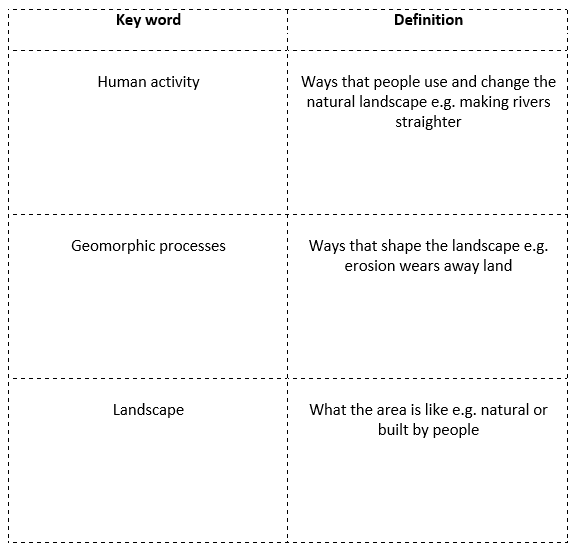 Key word
Definition
Human activity
Ways that people use and change the
natural landscape e.g. making rivers
straighter
Geomorphic processes
Ways that shape the landscape e.g.
erosion wears away land
Landscape
What the area is like e.g. natural or
built by people